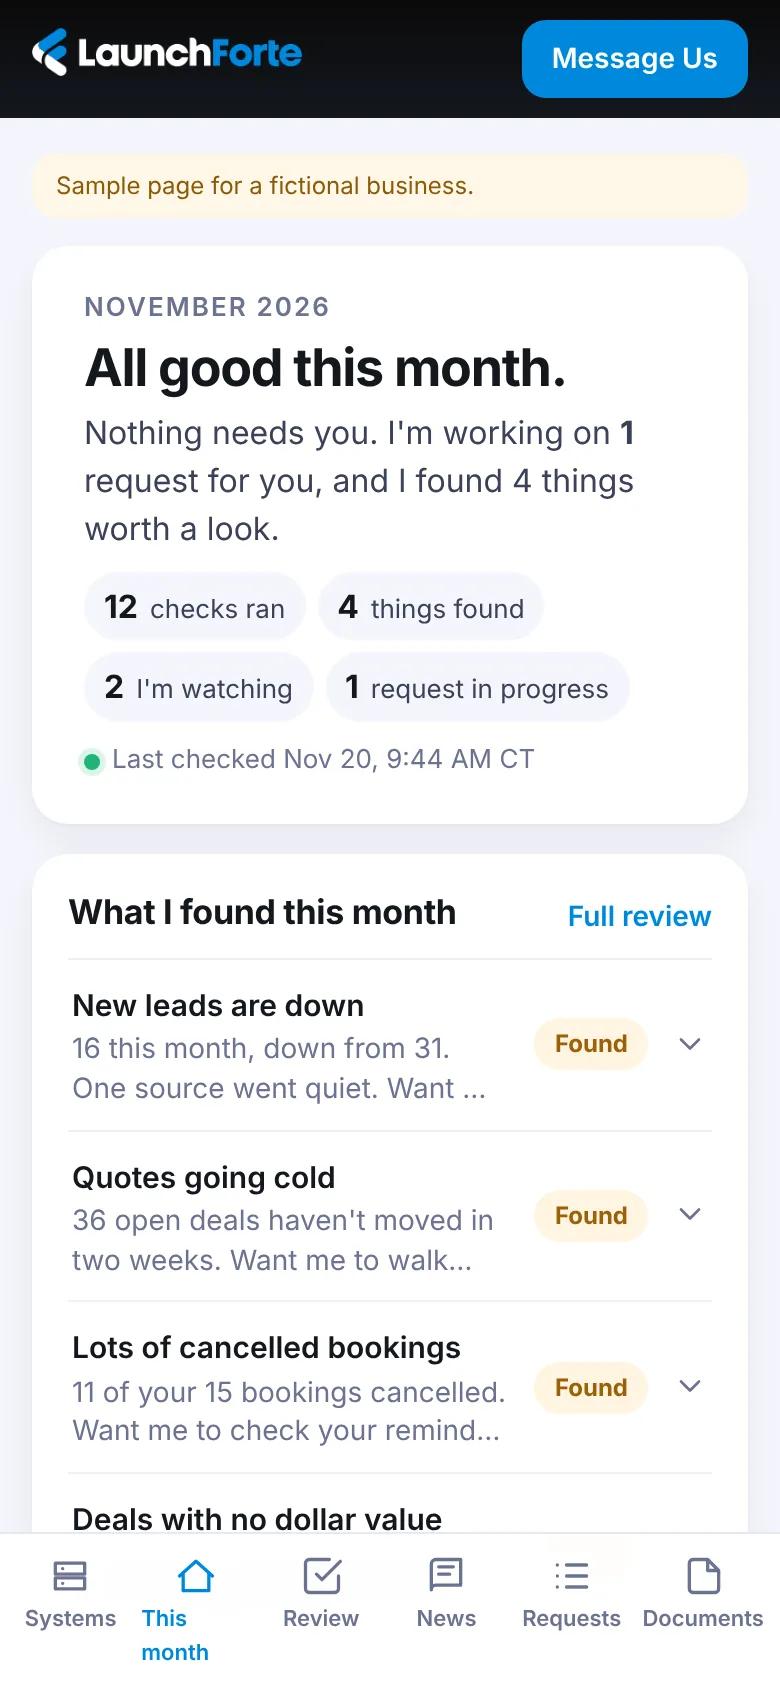 LaunchForte
Message Us
Sample page for a fictional business.
NOVEMBER 2026
All good this month.
Nothing needs you. I'm working on 1
request for you, and I found 4 things
worth a look.
12 checks ran
4 things found
2 I'm watching
1 request in progress
Last checked Nov 20, 9:44 AM CT
What I found this month
Full review
New leads are down
16 this month, down from 31.
One source went quiet. Want ...
Found
Quotes going cold
36 open deals haven't moved in
two weeks. Want me to walk...
Found
Lots of cancelled bookings
11 of your 15 bookings cancelled.
Want me to check your remind...
Found
Deals with no dollar value
Systems
This
month
Review
News
Requests
Documents